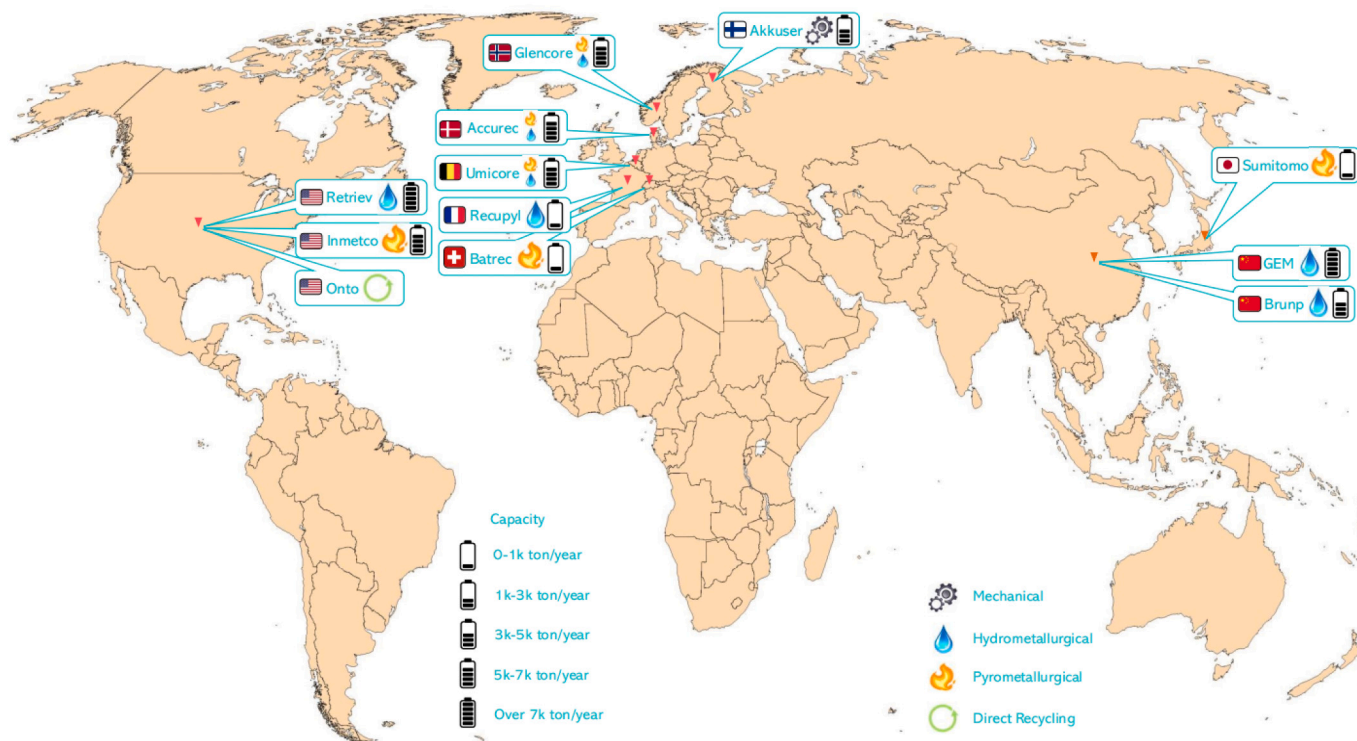 Akkuser
Glencore
Accurec
Umicore
Sumitomo
Retriev
Recupyl
Inmetco
Batrec
GEM
Onto
Brunp
Capacity
0-1k ton/year
1k-3k ton/year
3k-5k ton/year
5k-7k ton/year
Over 7k ton/year
Mechanical
Hydrometallurgical
Pyrometallurgical
Direct Recycling